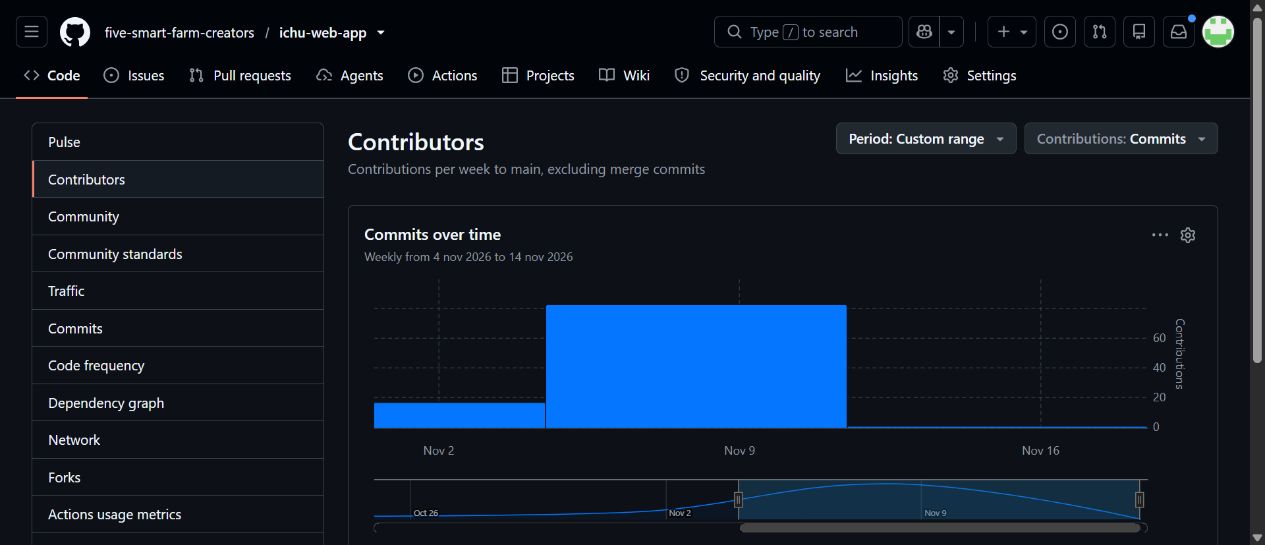 five-smart-farm-creators / ichu-web-app
Type / to search
Code
Issues
Pull requests
Agents
Actions
Projects
Wiki
Security and quality
Insights
Settings
Pulse
Contributors
Community
Community standards
Traffic
Commits
Code frequency
Dependency graph
Network
Forks
Actions usage metrics
Contributors
Contributions per week to main, excluding merge commits
Period: Custom range
Contributions: Commits
Commits over time
Weekly from 4 nov 2026 to 14 nov 2026
60
40
20
0
Contributions
Nov 2
Nov 9
Nov 16
Oct 26
Nov 2
Nov 9